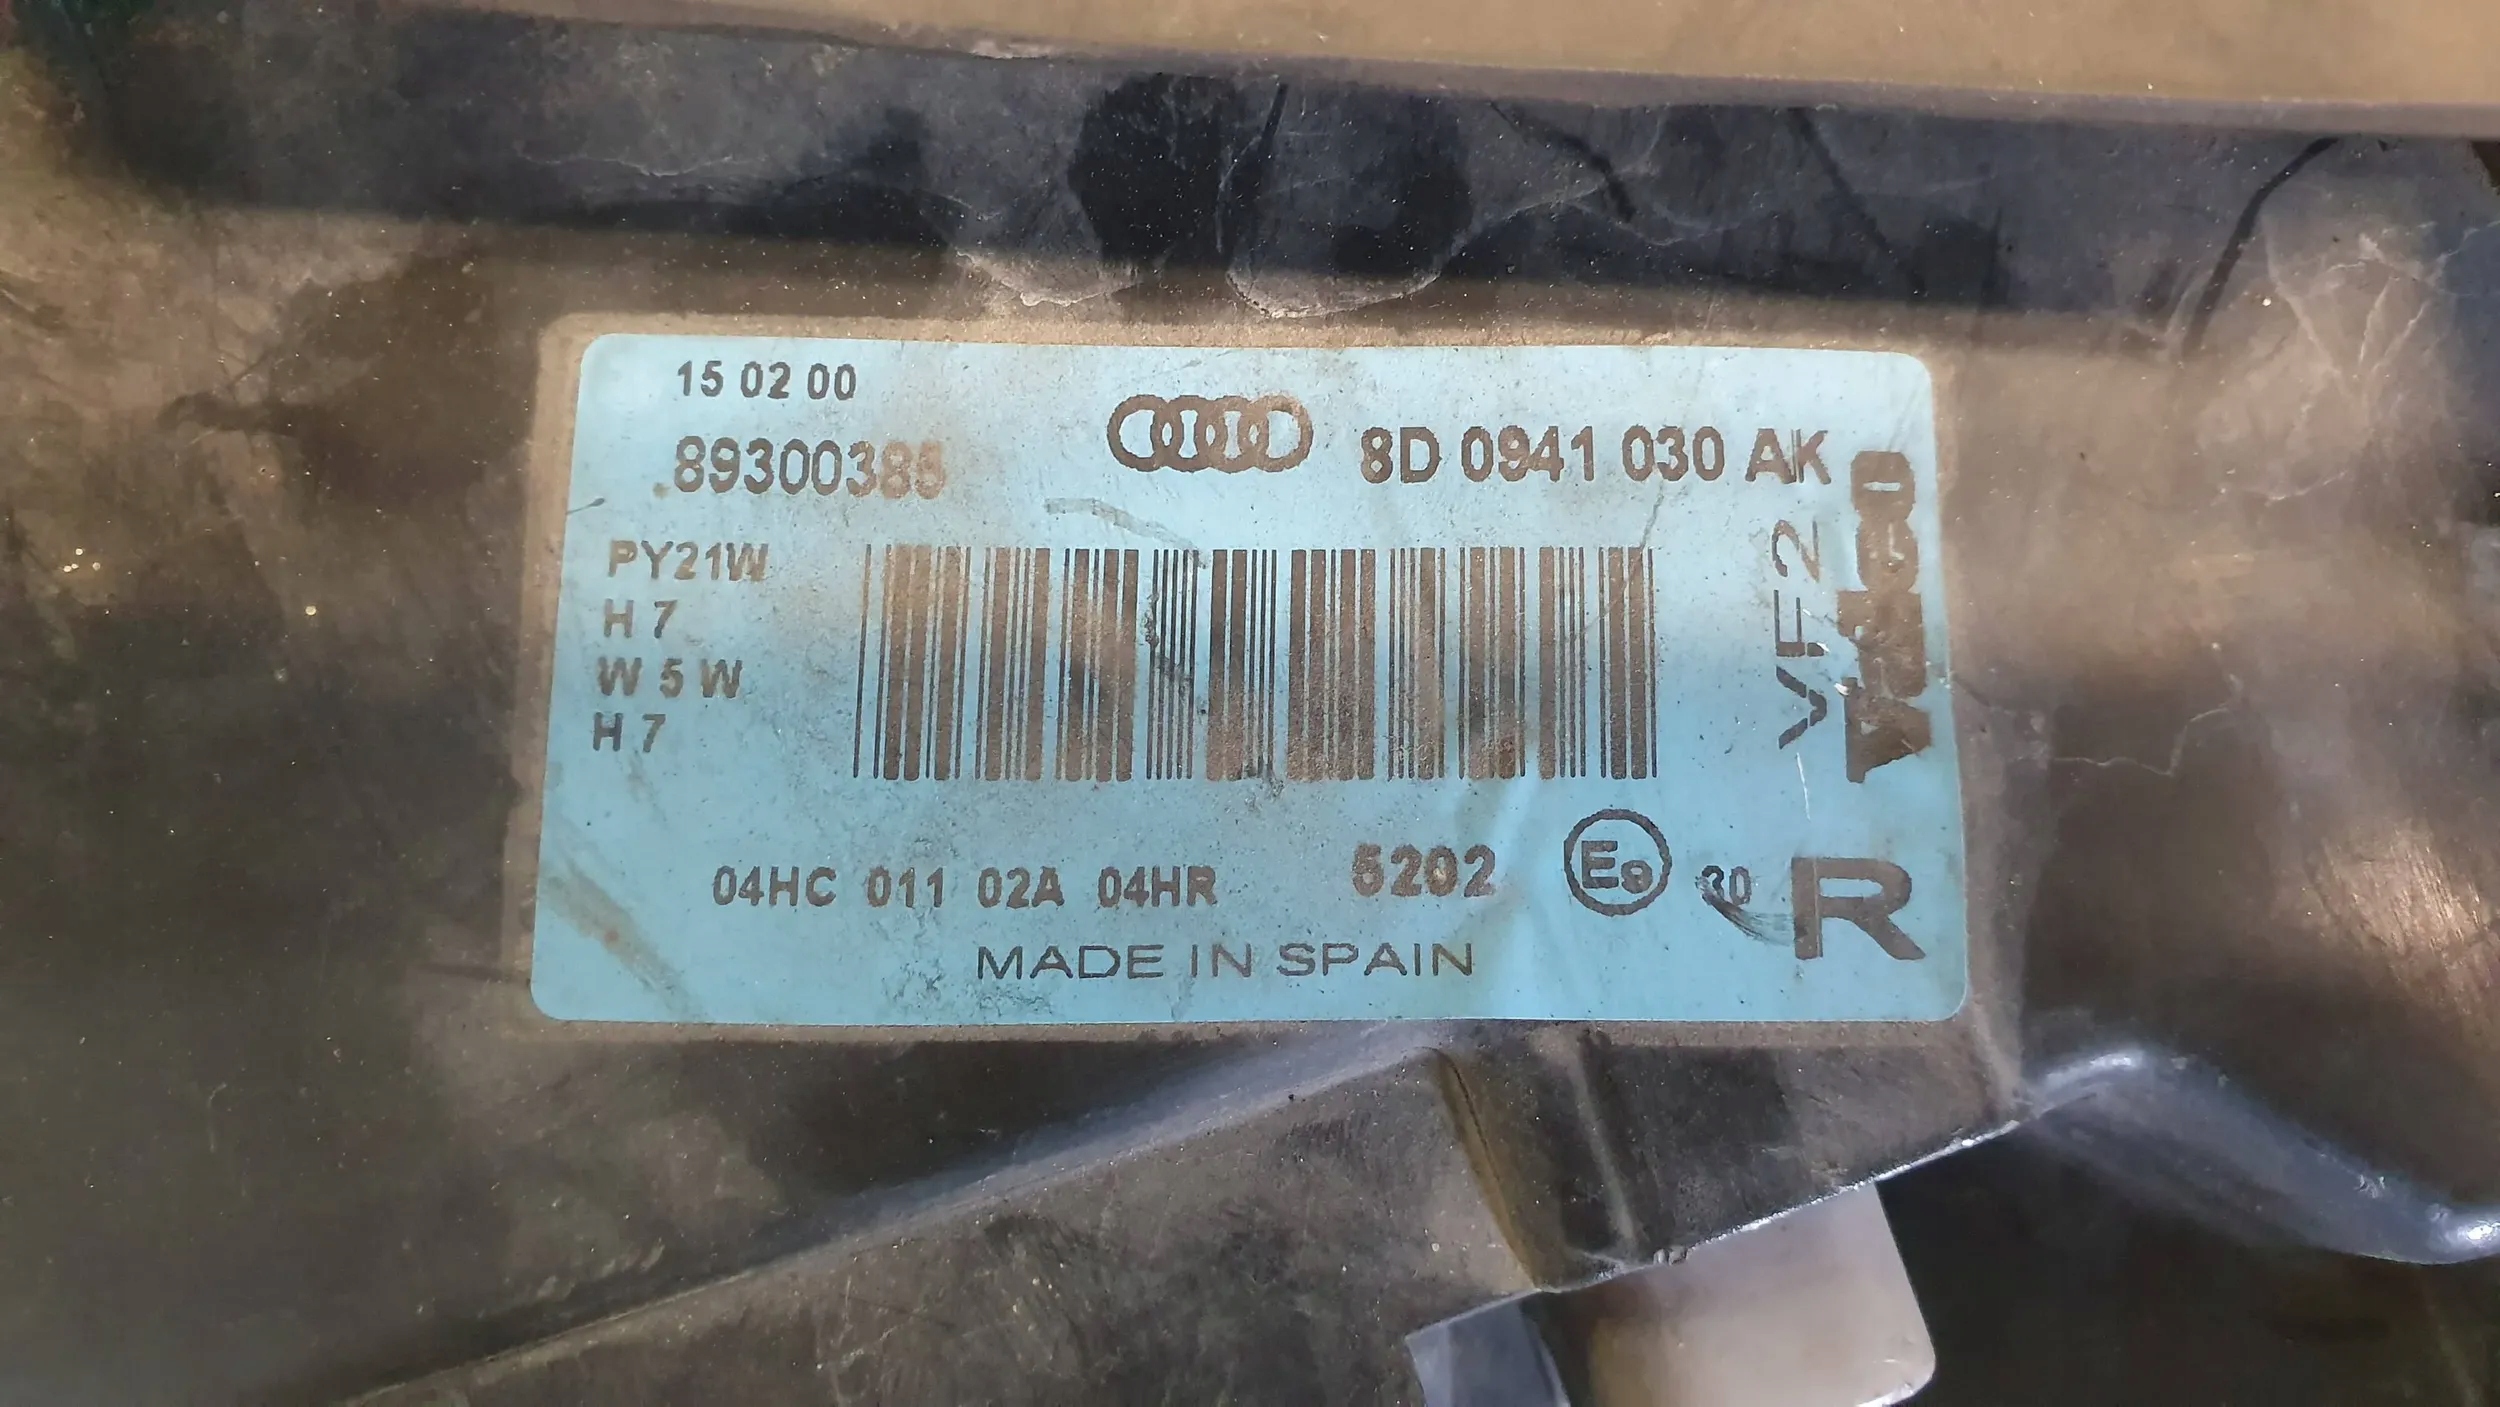 15 02 00
8D 0941 030 AK
PY21W
H 7
W 5 W
H 7
VF2
Valeo
04HC 011 02A 04HR 5202 E9 30 R
MADE IN SPAIN